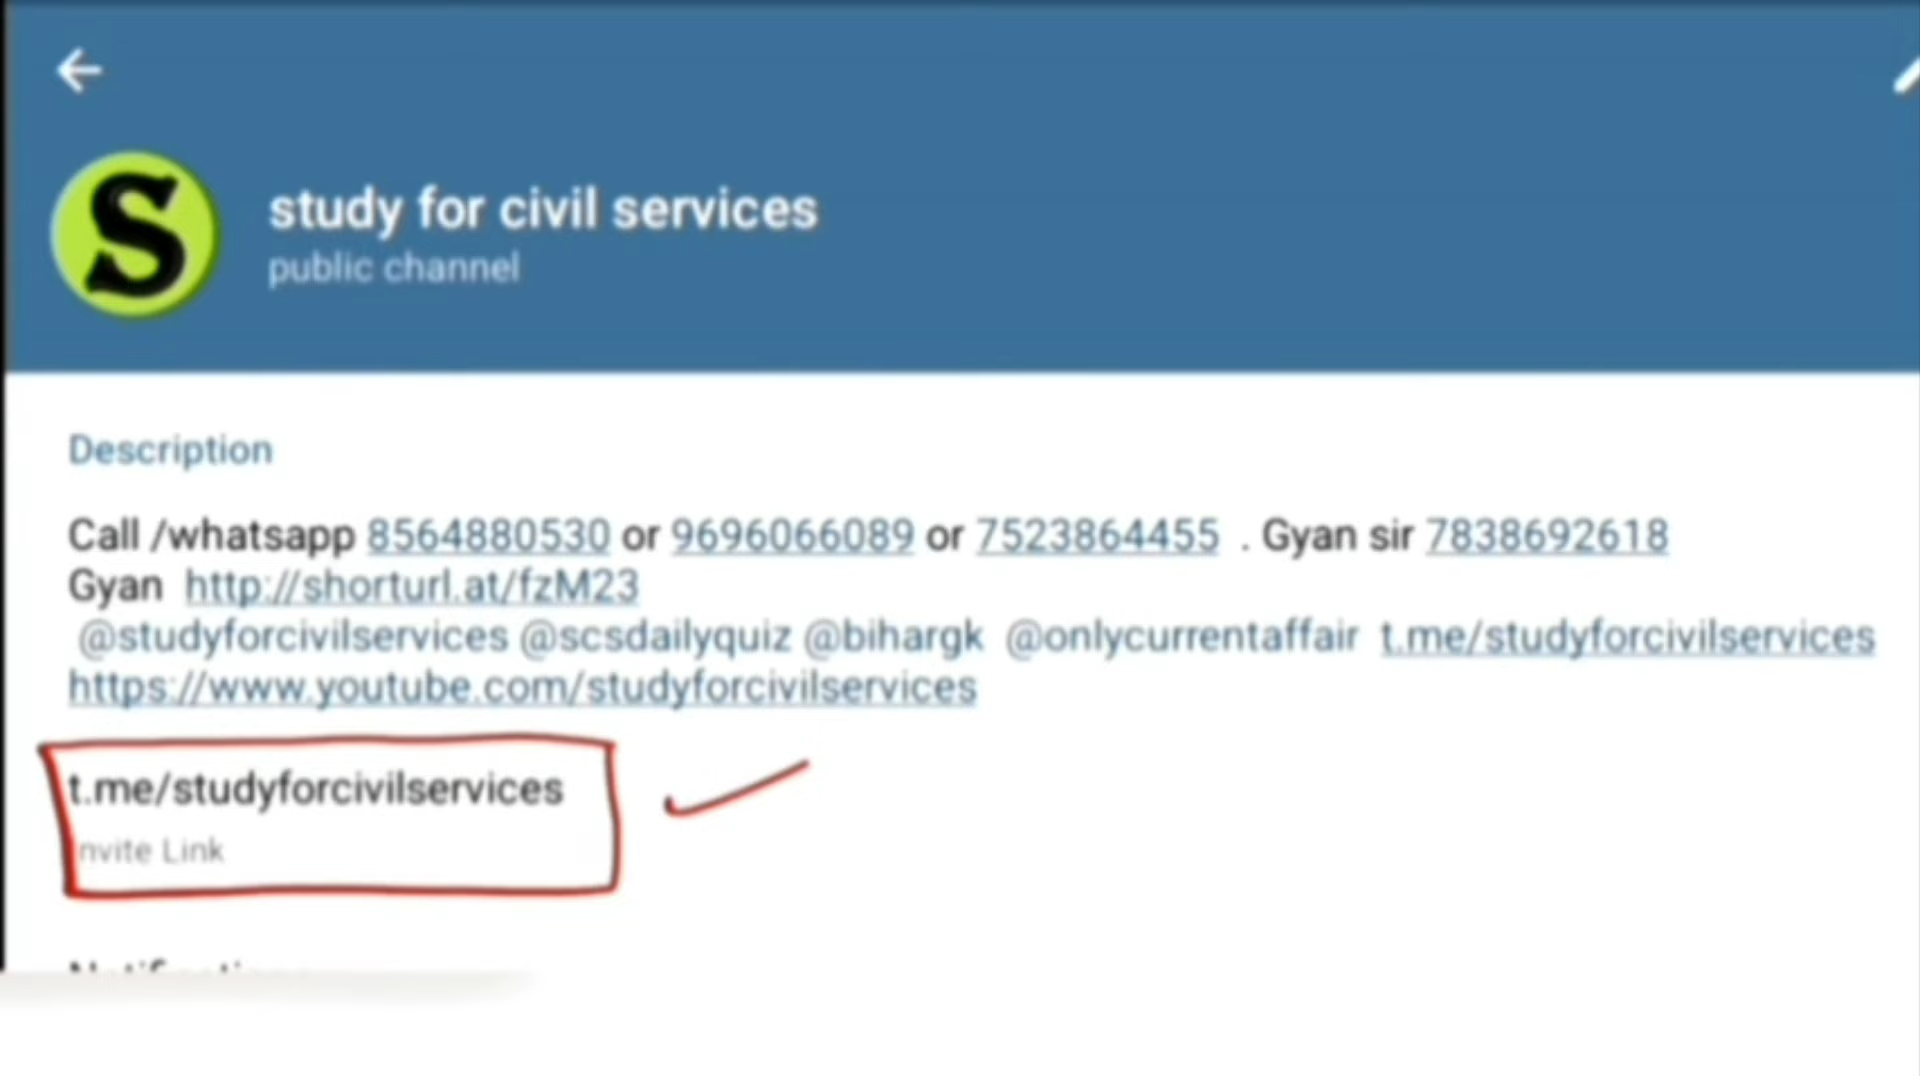 S
study for civil services
public channel
Description
Call /whatsapp 8564880530 or 9696066089 or 7523864455 . Gyan sir 7838692618
Gyan http://shorturl.at/fzM23
@studyforcivilservices @scsdailyquiz @bihargk @onlycurrentaffair t.me/studyforcivilservices
https://www.youtube.com/studyforcivilservices
t.me/studyforcivilservices
nvite Link